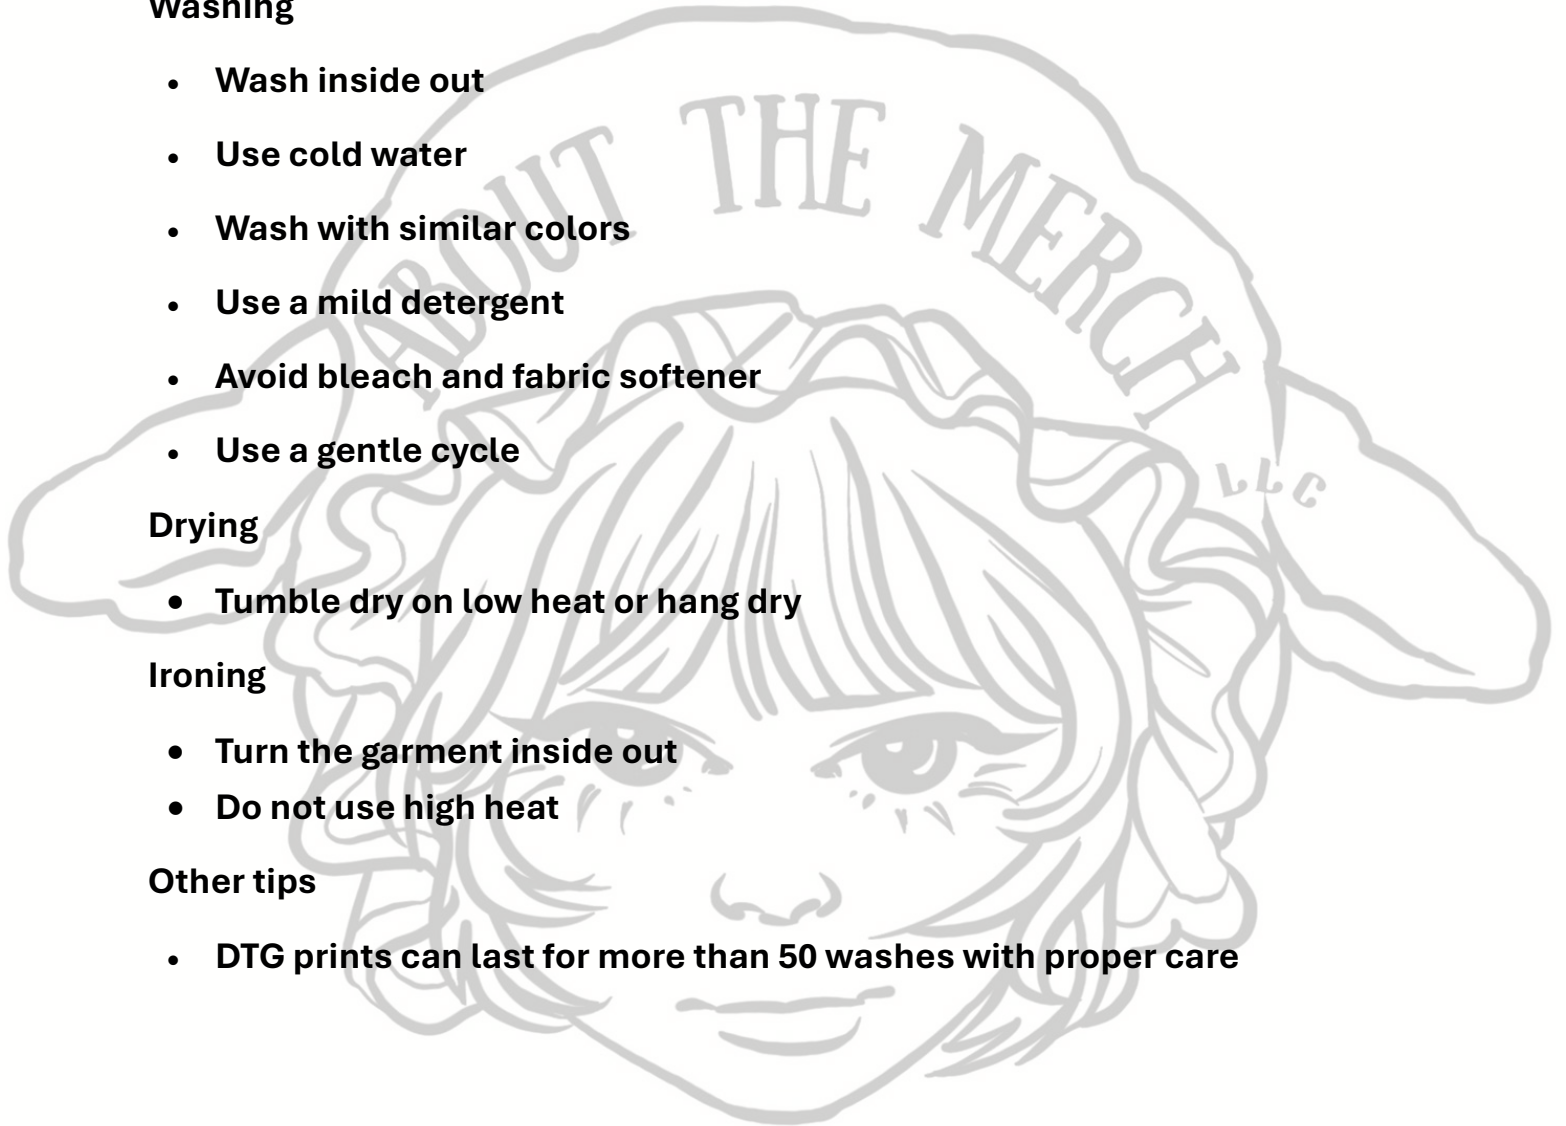 Washing
• Wash inside out
• Use cold water
• Wash with similar colors
• Use a mild detergent
• Avoid bleach and fabric softener
• Use a gentle cycle
Drying
• Tumble dry on low heat or hang dry
Ironing
• Turn the garment inside out
• Do not use high heat
Other tips
• DTG prints can last for more than 50 washes with proper care
ABOUT THE MERCH
LLC